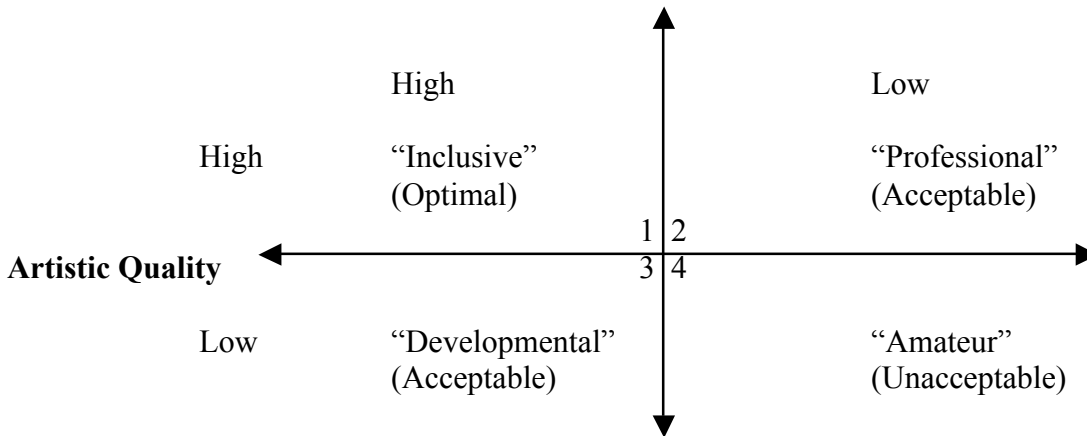 High Low
High “Inclusive” “Professional”
(Optimal) (Acceptable)
1 2
Artistic Quality
3 4
Low “Developmental” “Amateur”
(Acceptable) (Unacceptable)